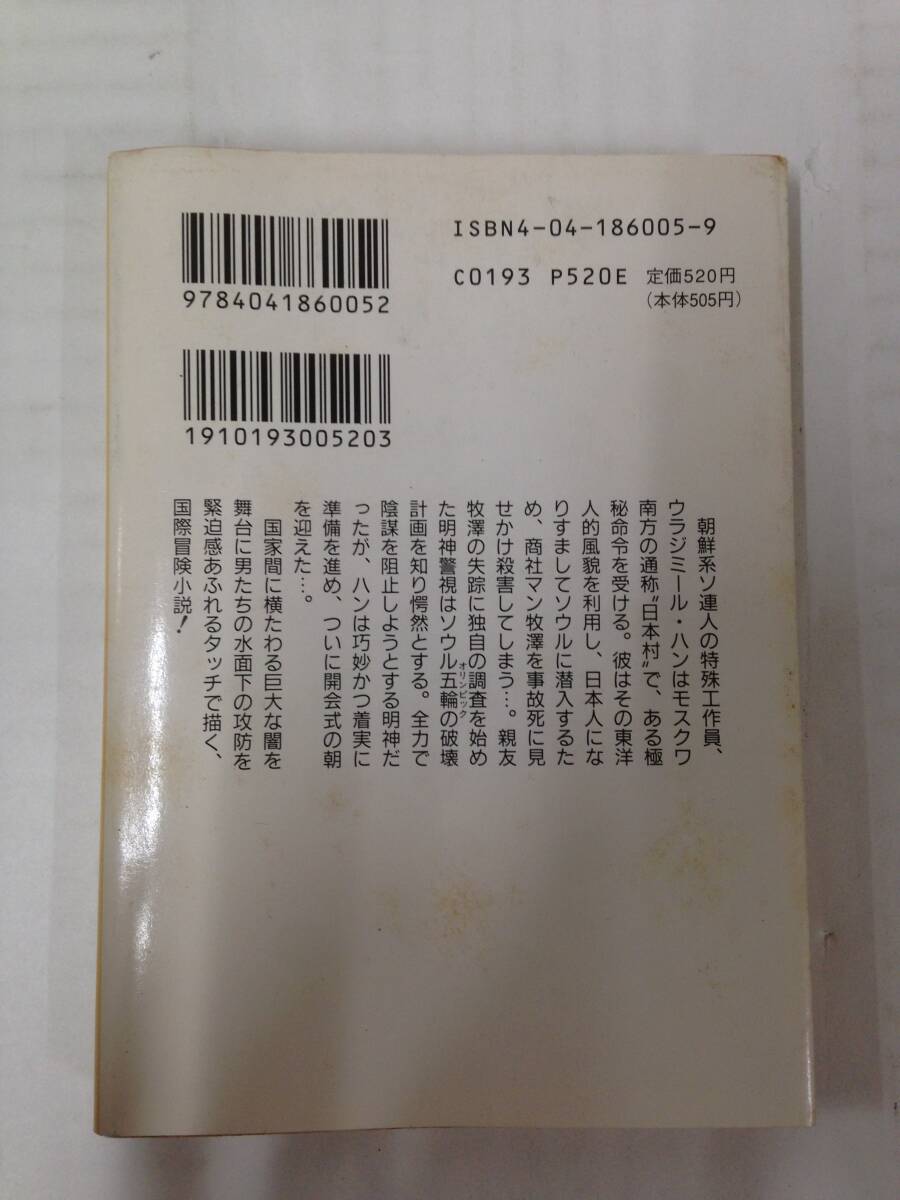 ISBN4-04-186005-9
C0193 P520E 定価520円
(本体505円)
9784041860052
1910193005203
朝鮮系ソ連人の特殊工作員、
ウラジミール・ハンはモスクワ
南方の通称〝日本村〟で、ある極
秘命令を受ける。彼はその東洋
人的風貌を利用し、日本人にな
りすましてソウルに潜入するた
め、商社マン牧澤を事故死に見
せかけ殺害してしまう…。親友
牧澤の失踪に独自の調査を始め
た明神警視はソウル五輪の破壊
オリンピック
計画を知り愕然とする。全力で
陰謀を阻止しようとする明神だ
ったが、ハンは巧妙かつ着実に
準備を進め、ついに開会式の朝
を迎えた…。
国家間に横たわる巨大な闇を
舞台に男たちの水面下の攻防を
緊迫感あふれるタッチで描く、
国際冒険小説!